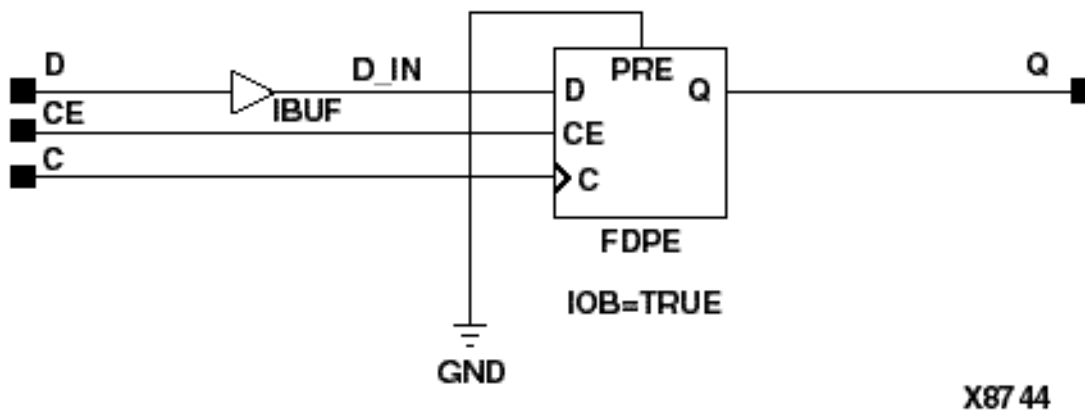 D
D_IN
PRE
Q
D
Q
IBUF
CE
CE
C
C
FDPE
IOB=TRUE
GND
X8744